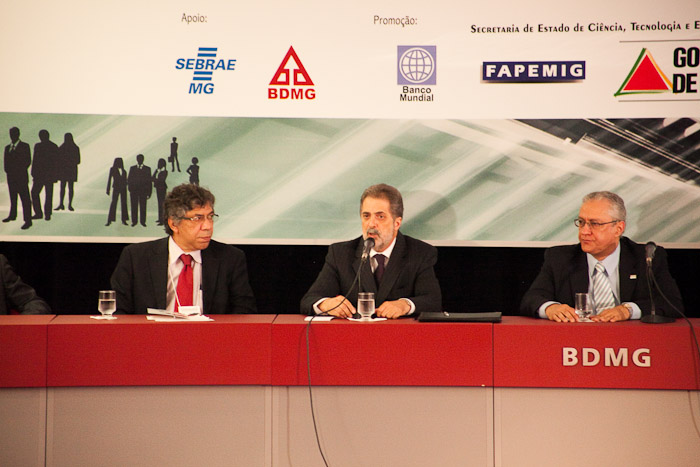 Apoio:
Promoção:
SEBRAE
MG
BDMG
Banco
Mundial
FAPEMIG
Secretaria de Estado de Ciência, Tecnologia e E
GO
DE
BDMG